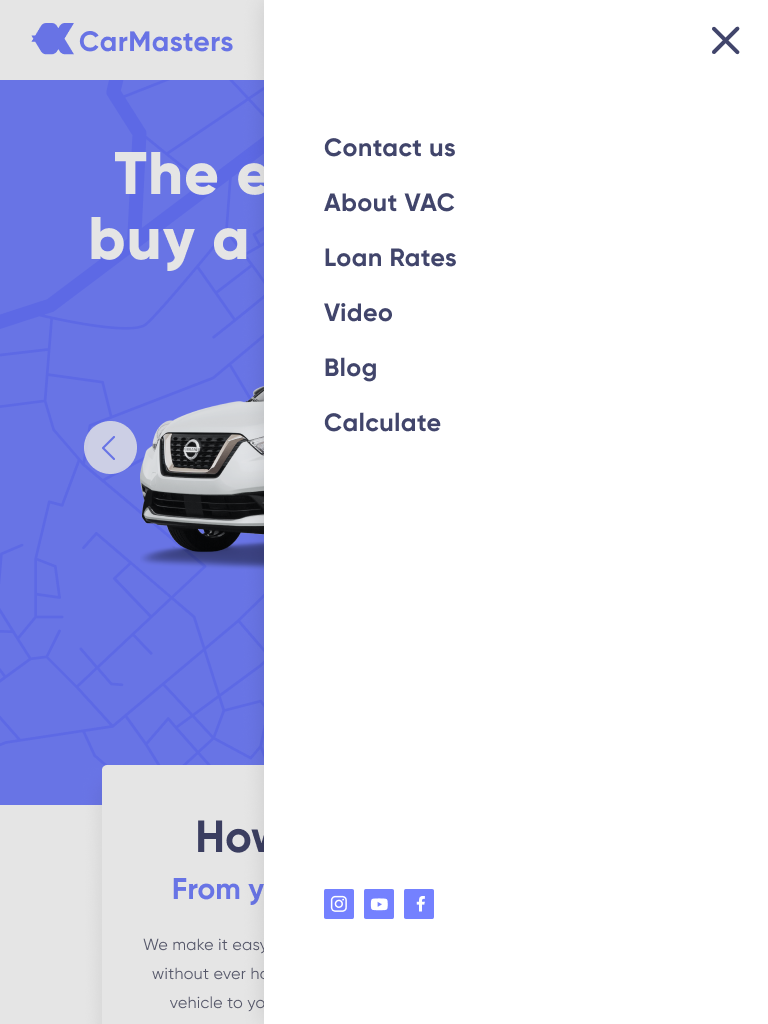 CarMasters
The e
buy a
Contact us
About VAC
Loan Rates
Video
Blog
Calculate
How
From y
We make it easy
without ever ho
vehicle to yo